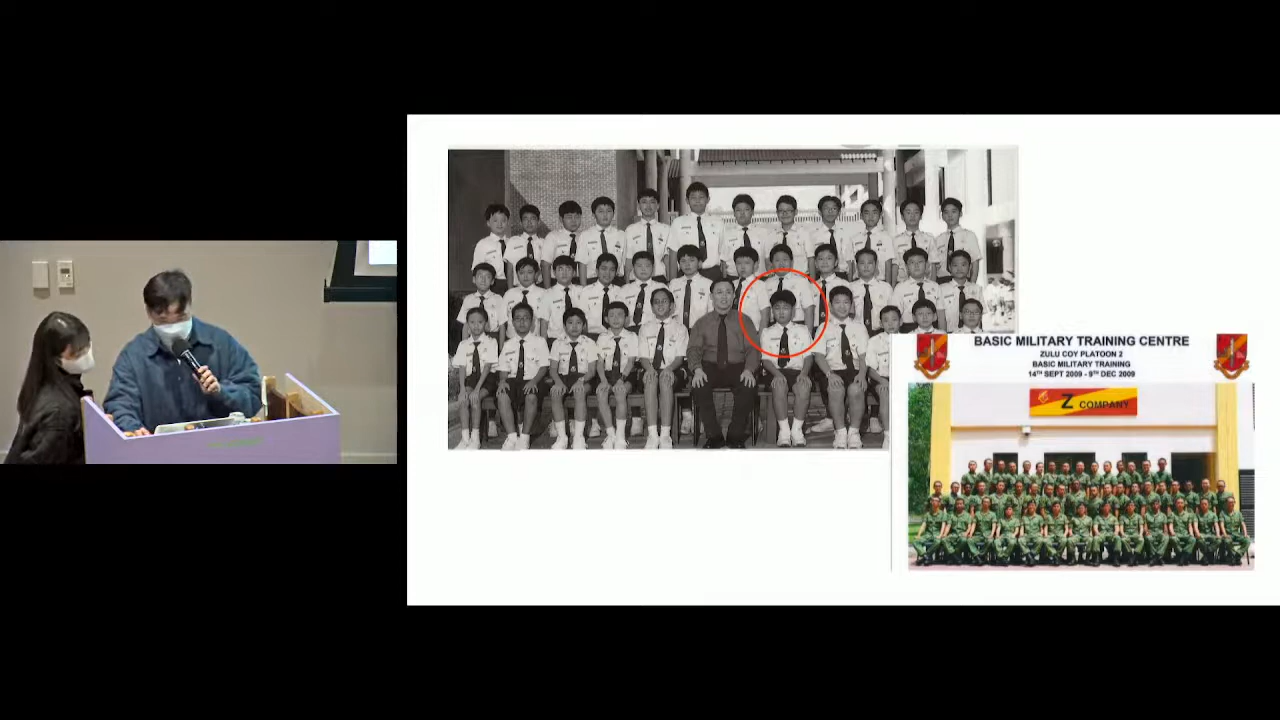 BASIC MILITARY TRAINING CENTRE
ZULU COY PLATOON 2
BASIC MILITARY TRAINING
14TH SEPT 2009 - 9TH DEC 2009
Z COMPANY